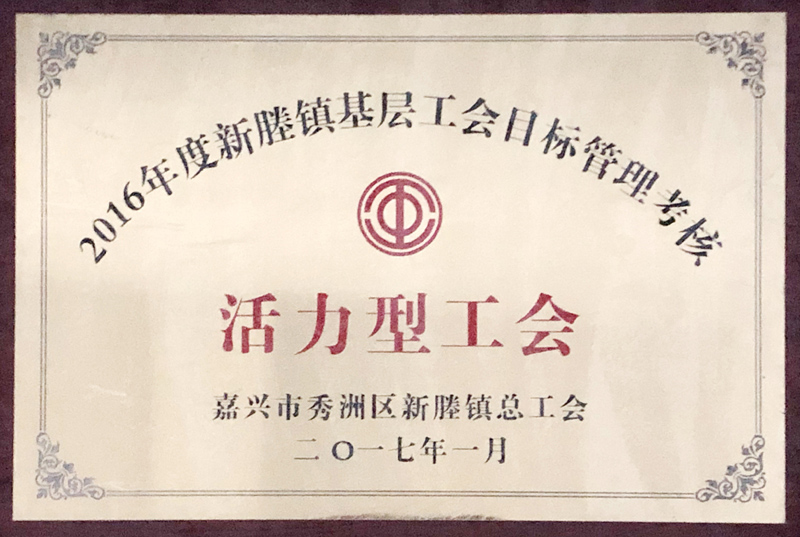 2016年度新塍镇基层工会目标管理考核
活力型工会
嘉兴市秀洲区新塍镇总工会
二〇一七年一月